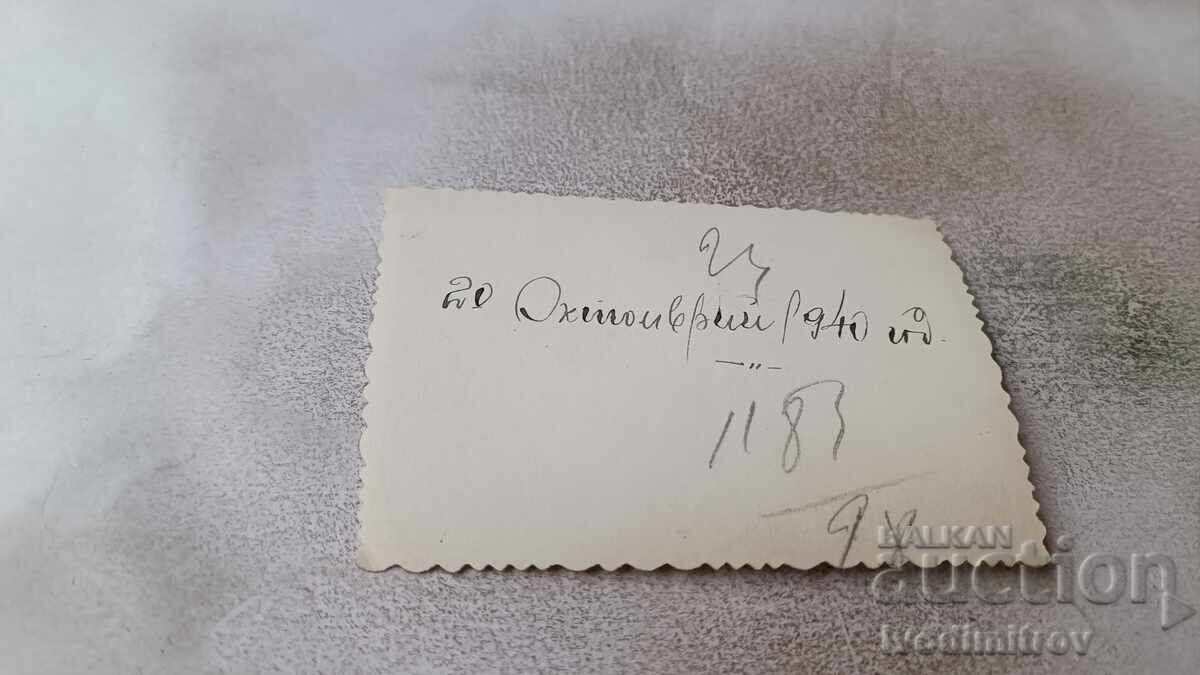 20 Октомврий 1940 год.
—„–
1183
BALKAN
auction
ivedimitrov